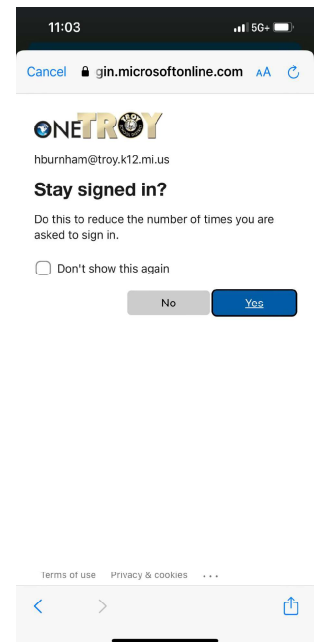 11:03 5G+
Cancel gin.microsoftonline.com AA
ONETROY
hburnham@troy.k12.mi.us
Stay signed in?
Do this to reduce the number of times you are
asked to sign in.
Don't show this again
No Yes
Terms of use Privacy & cookies ...